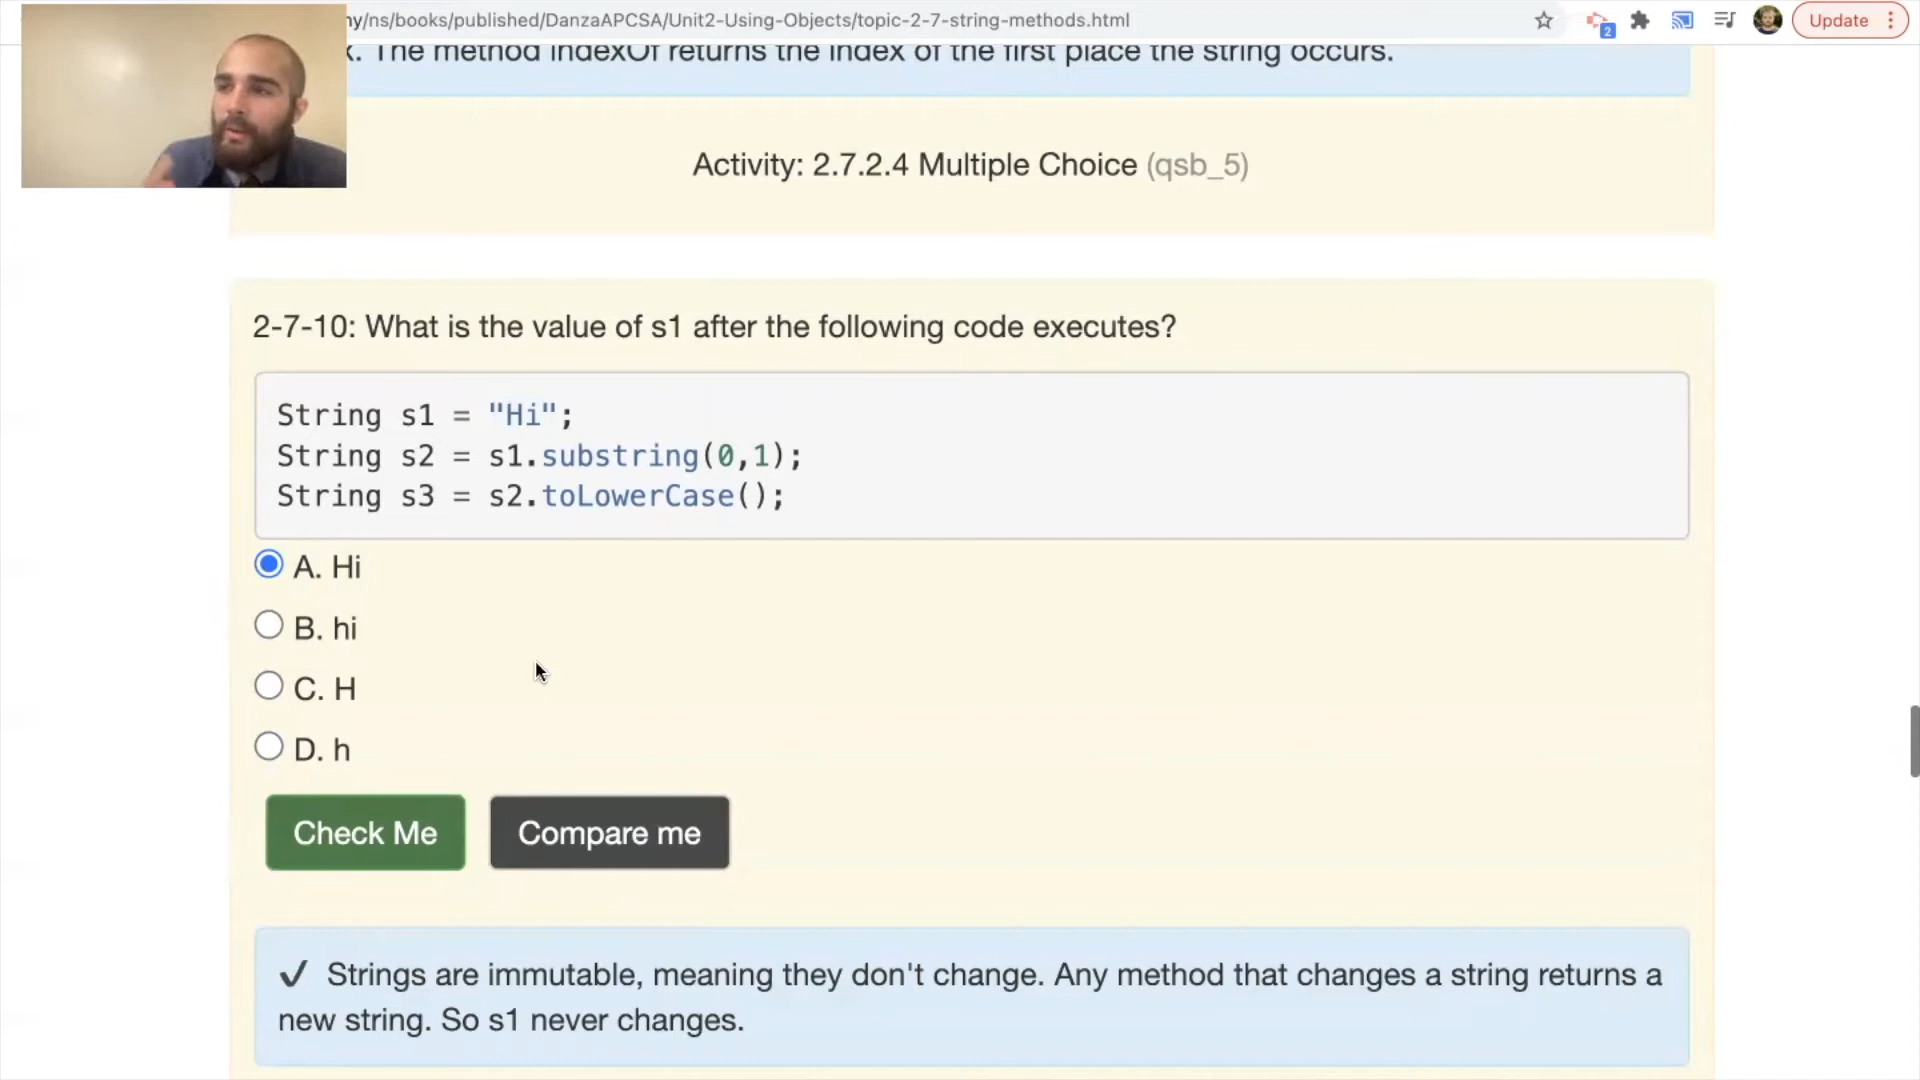 ny/ns/books/published/DanzaAPCSA/Unit2-Using-Objects/topic-2-7-string-methods.html
2
Update
x. The method indexOf returns the index of the first place the string occurs.
Activity: 2.7.2.4 Multiple Choice (qsb_5)
2-7-10: What is the value of s1 after the following code executes?
String s1 = "Hi";
String s2 = s1.substring(0,1);
String s3 = s2.toLowerCase();
A. Hi
B. hi
C. H
D. h
Check Me
Compare me
✔ Strings are immutable, meaning they don't change. Any method that changes a string returns a
new string. So s1 never changes.